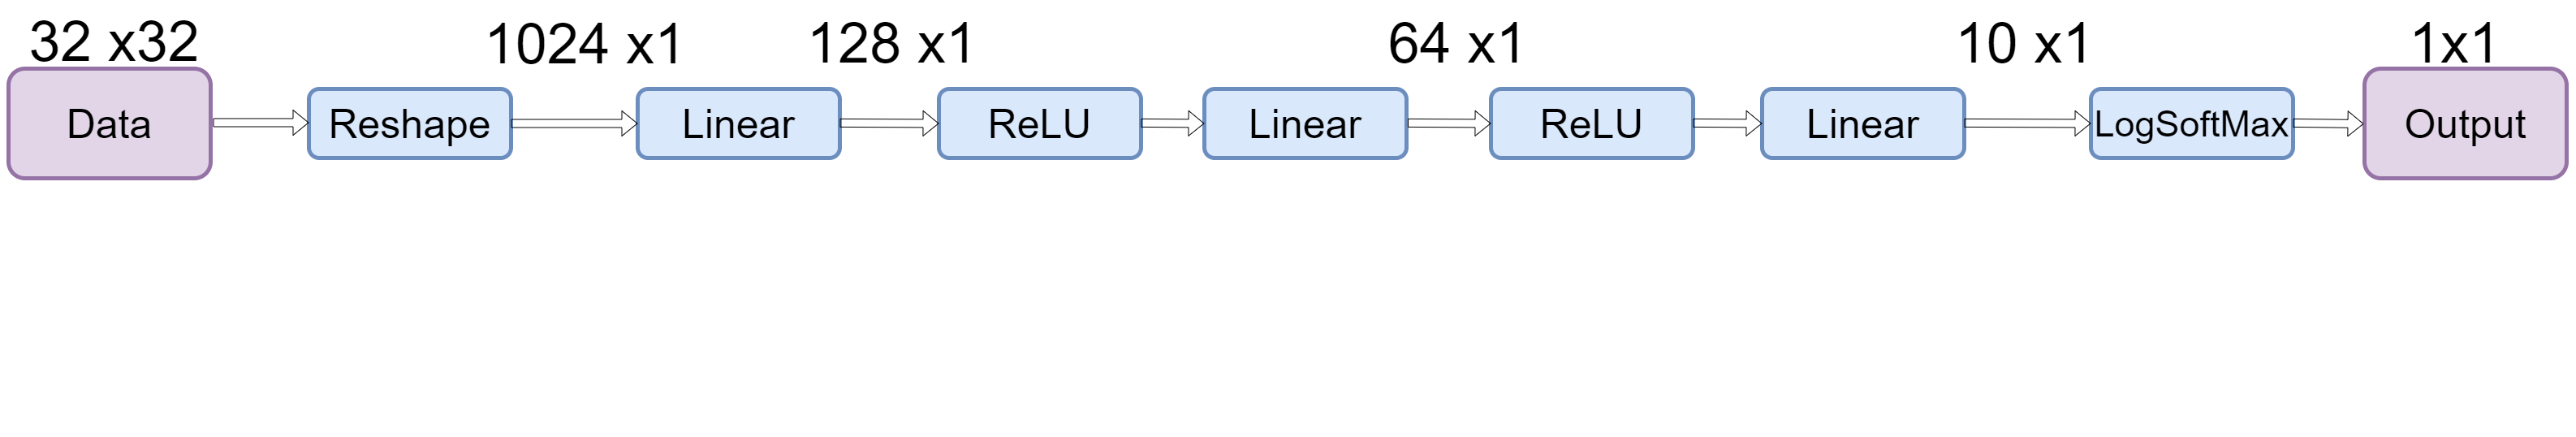 32 x32
1024 x1
128 x1
64 x1
10 x1
1x1
Data
Reshape
Linear
ReLU
Linear
ReLU
Linear
LogSoftMax
Output